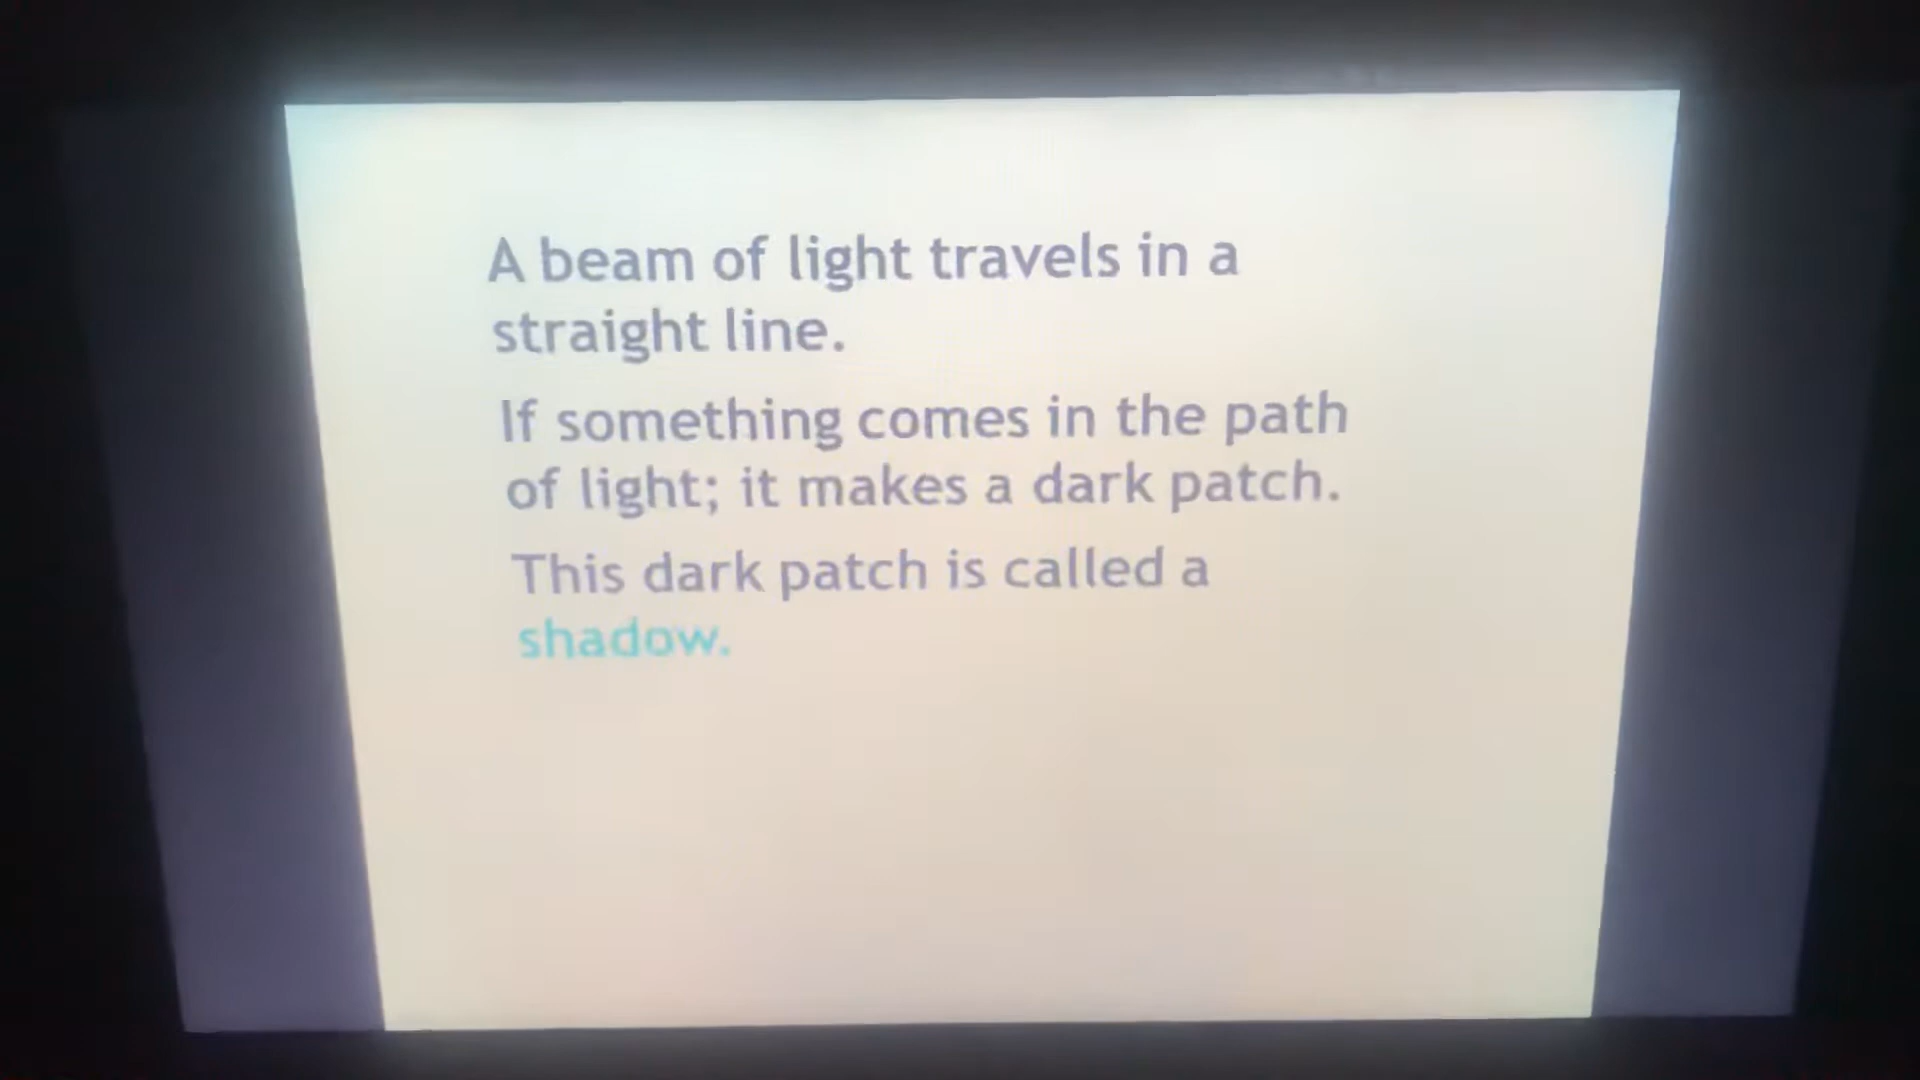 A beam of light travels in a
straight line.
If something comes in the path
of light; it makes a dark patch.
This dark patch is called a
shadow.